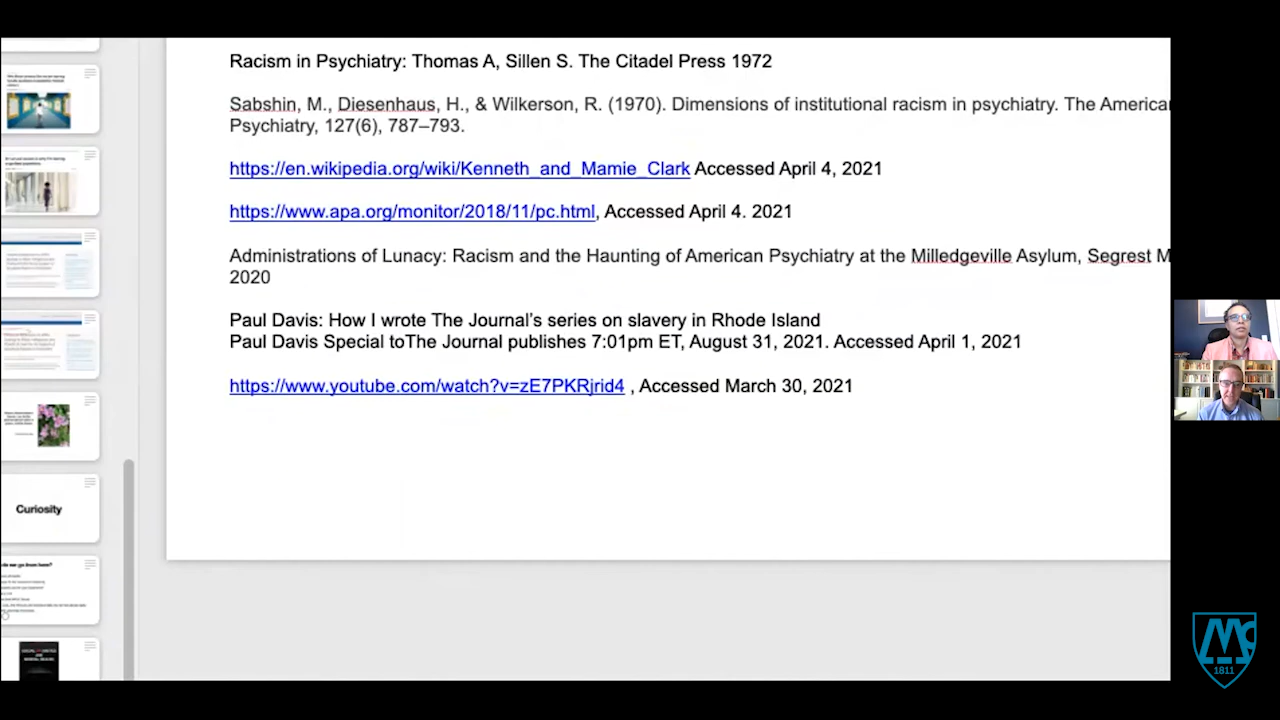 Racism in Psychiatry: Thomas A, Sillen S. The Citadel Press 1972
Sabshin, M., Diesenhaus, H., & Wilkerson, R. (1970). Dimensions of institutional racism in psychiatry. The American
Psychiatry, 127(6), 787–793.
https://en.wikipedia.org/wiki/Kenneth_and_Mamie_Clark Accessed April 4, 2021
https://www.apa.org/monitor/2018/11/pc.html, Accessed April 4. 2021
Administrations of Lunacy: Racism and the Haunting of American Psychiatry at the Milledgeville Asylum, Segrest M
2020
Paul Davis: How I wrote The Journal's series on slavery in Rhode Island
Paul Davis Special toThe Journal publishes 7:01pm ET, August 31, 2021. Accessed April 1, 2021
https://www.youtube.com/watch?v=zE7PKRjrid4 , Accessed March 30, 2021
Curiosity
1811